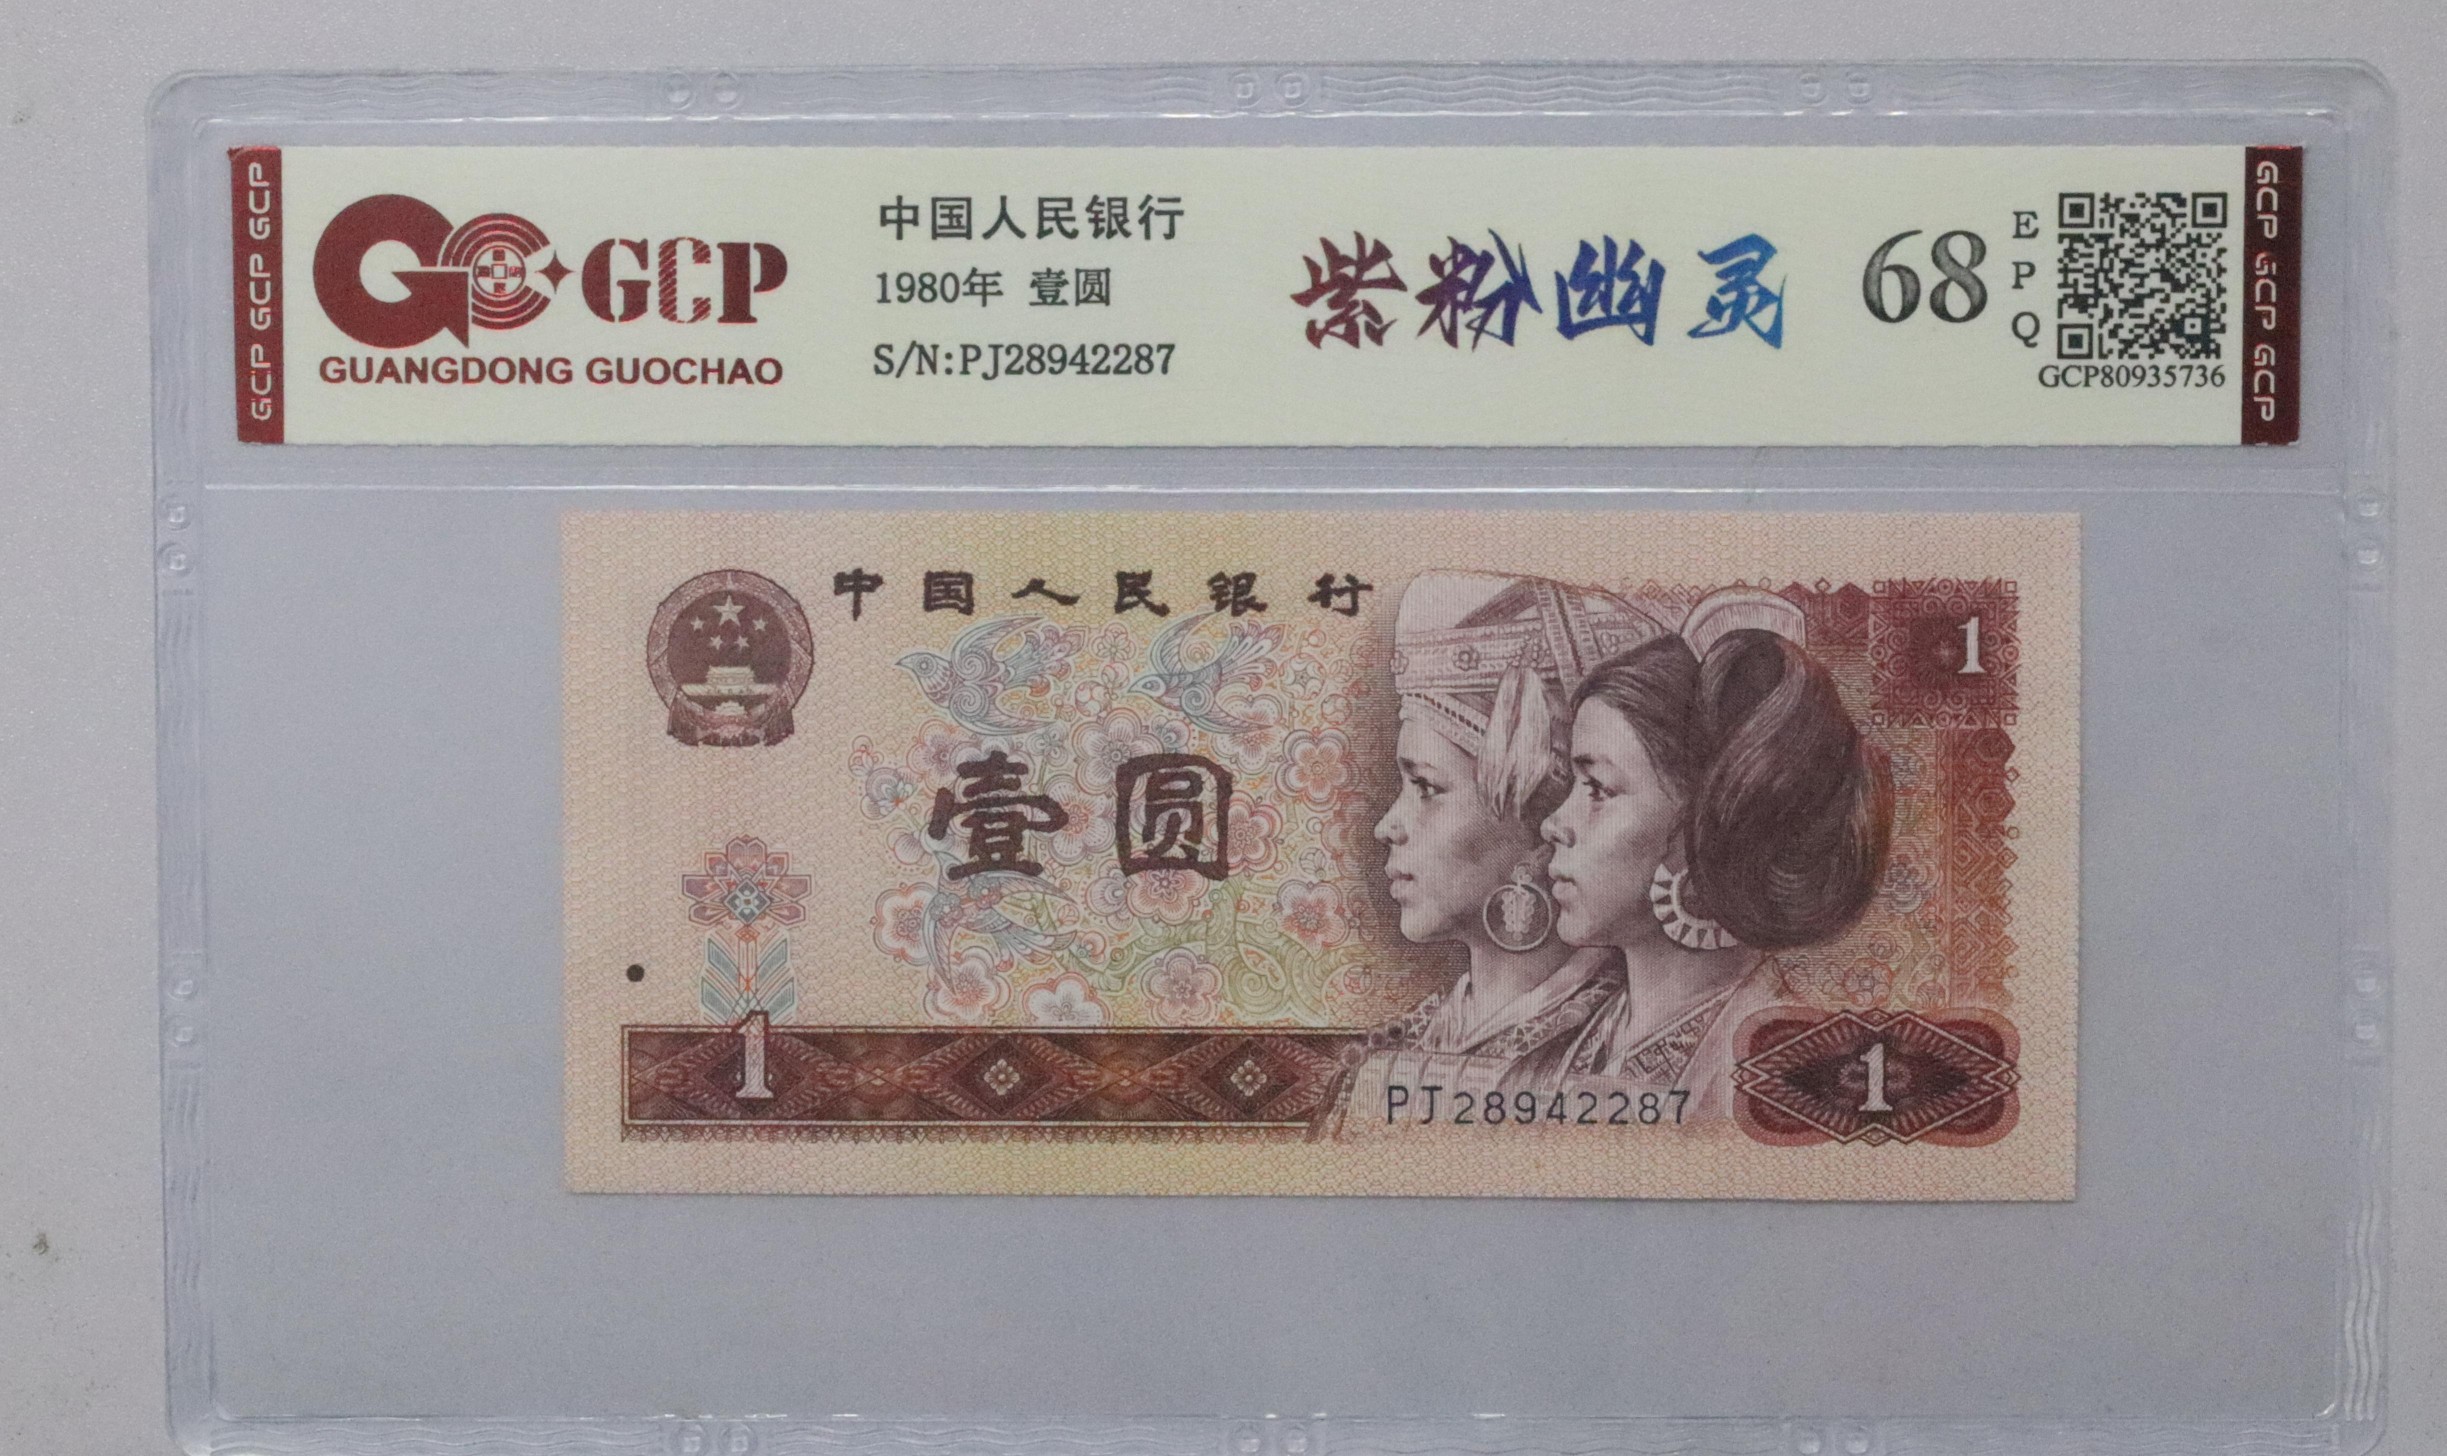 GCP GCP GCP
GCP
GUANGDONG GUOCHAO
中国人民银行
1980年 壹圆
S/N:PJ28942287
紫粉幽灵
68
E
P
Q
GCP80935736
GCP GCP GCP
中国人民银行
1
壹圆
1
PJ28942287
1